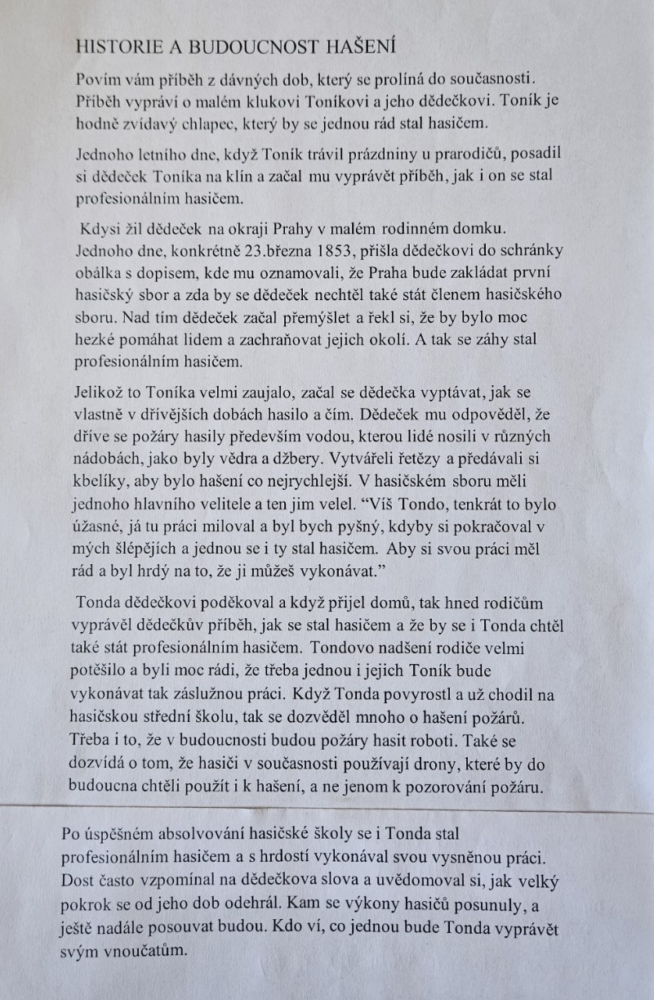 HISTORIE A BUDOUCNOST HAŠENÍ
Povím vám příběh z dávných dob, který se prolíná do současnosti.
Příběh vypráví o malém klukovi Toníkovi a jeho dědečkovi. Toník je
hodně zvídavý chlapec, který by se jednou rád stal hasičem.
Jednoho letního dne, když Toník trávil prázdniny u prarodičů, posadil
si dědeček Toníka na klín a začal mu vyprávět příběh, jak i on se stal
profesionálním hasičem.
Kdysi žil dědeček na okraji Prahy v malém rodinném domku.
Jednoho dne, konkrétně 23.března 1853, přišla dědečkovi do schránky
obálka s dopisem, kde mu oznamovali, že Praha bude zakládat první
hasičský sbor a zda by se dědeček nechtěl také stát členem hasičského
sboru. Nad tím dědeček začal přemýšlet a řekl si, že by bylo moc
hezké pomáhat lidem a zachraňovat jejich okolí. A tak se záhy stal
profesionálním hasičem.
Jelikož to Toníka velmi zaujalo, začal se dědečka vyptávat, jak se
vlastně v dřívějších dobách hasilo a čím. Dědeček mu odpověděl, že
dříve se požáry hasily především vodou, kterou lidé nosili v různých
nádobách, jako byly vědra a džbery. Vytvářeli řetězy a předávali si
kbelíky, aby bylo hašení co nejrychlejší. V hasičském sboru měli
jednoho hlavního velitele a ten jim velel. “Víš Tondo, tenkrát to bylo
úžasné, já tu práci miloval a byl bych pyšný, kdyby si pokračoval v
mých šlépějích a jednou se i ty stal hasičem. Aby si svou práci měl
rád a byl hrdý na to, že ji můžeš vykonávat.”
Tonda dědečkovi poděkoval a když přijel domů, tak hned rodičům
vyprávěl dědečkův příběh, jak se stal hasičem a že by se i Tonda chtěl
také stát profesionálním hasičem. Tondovo nadšení rodiče velmi
potěšilo a byli moc rádi, že třeba jednou i jejich Toník bude
vykonávat tak záslužnou práci. Když Tonda povyrostl a už chodil na
hasičskou střední školu, tak se dozvěděl mnoho o hašení požárů.
Třeba i to, že v budoucnosti budou požáry hasit roboti. Také se
dozvídá o tom, že hasiči v současnosti používají drony, které by do
budoucna chtěli použít i k hašení, a ne jenom k pozorování požáru.
Po úspěšném absolvování hasičské školy se i Tonda stal
profesionálním hasičem a s hrdostí vykonával svou vysněnou práci.
Dost často vzpomínal na dědečkova slova a uvědomoval si, jak velký
pokrok se od jeho dob odehrál. Kam se výkony hasičů posunuly, a
ještě nadále posouvat budou. Kdo ví, co jednou bude Tonda vyprávět
svým vnoučatům.